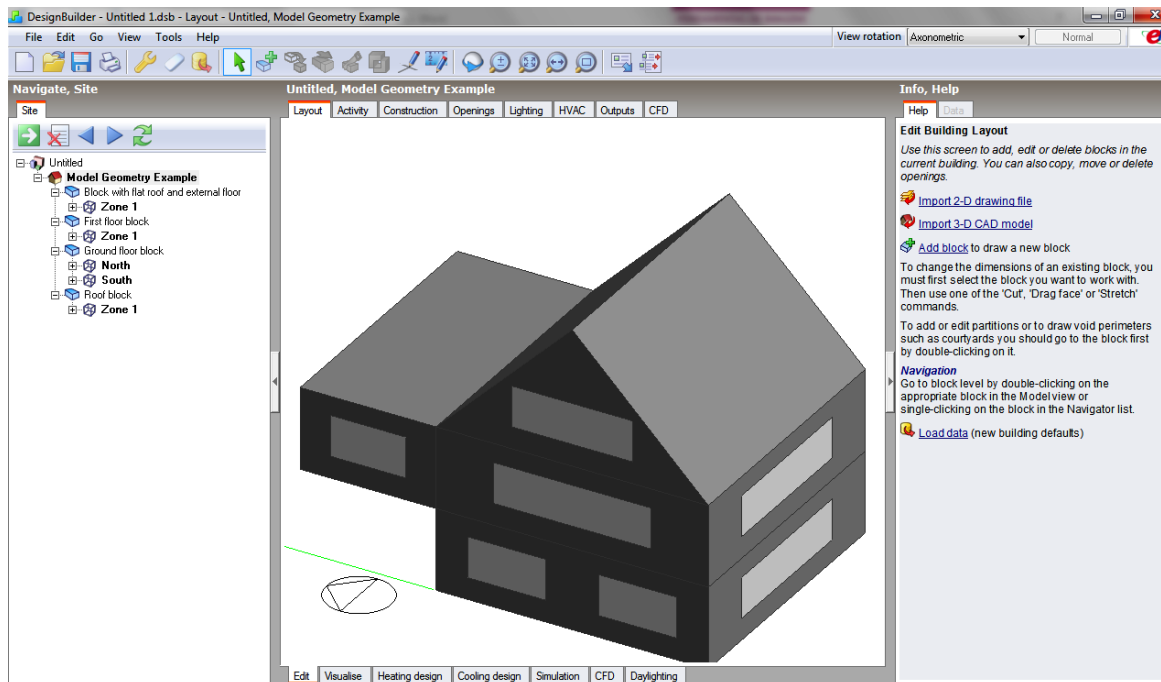 DesignBuilder - Untitled 1.dsb - Layout - Untitled, Model Geometry Example
File Edit Go View Tools Help
View rotation Axonometric Normal
Navigate, Site
Site
Untitled
Model Geometry Example
Block with flat roof and external floor
Zone 1
First floor block
Zone 1
Ground floor block
North
South
Roof block
Zone 1
Untitled, Model Geometry Example
Layout Activity Construction Openings Lighting HVAC Outputs CFD
Edit Visualise Heating design Cooling design Simulation CFD Daylighting
Info, Help
Help Data
Edit Building Layout
Use this screen to add, edit or delete blocks in the
current building. You can also copy, move or delete
openings.
Import 2-D drawing file
Import 3-D CAD model
Add block to draw a new block
To change the dimensions of an existing block, you
must first select the block you want to work with.
Then use one of the 'Cut', 'Drag face' or 'Stretch'
commands.
To add or edit partitions or to draw void perimeters
such as courtyards you should go to the block first
by double-clicking on it.
Navigation
Go to block level by double-clicking on the
appropriate block in the Model view or
single-clicking on the block in the Navigator list.
Load data (new building defaults)